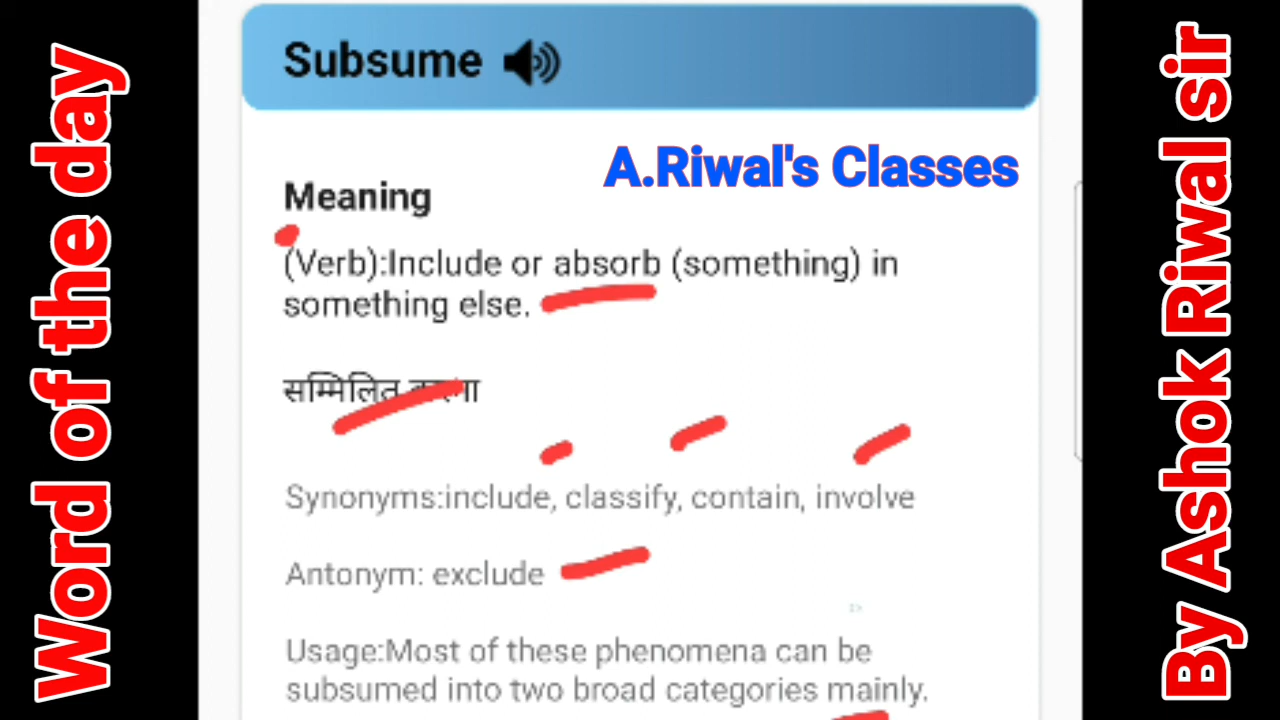 Word of the day
Subsume
A.Riwal's Classes
Meaning
(Verb):Include or absorb (something) in
something else.
सम्मिलित करना
Synonyms:include, classify, contain, involve
Antonym: exclude
Usage:Most of these phenomena can be
subsumed into two broad categories mainly.
By Ashok Riwal sir